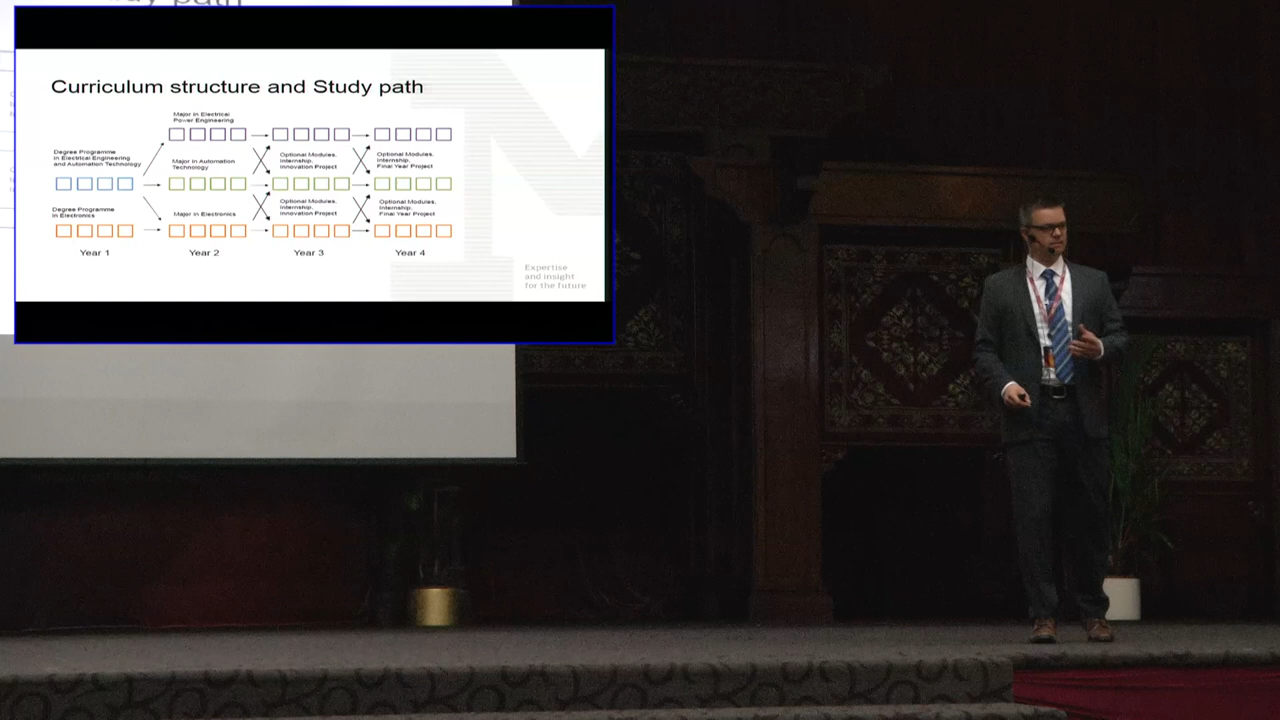 udy path
Curriculum structure and Study path
Major in Electrical
Power Engineering
Degree Programme
in Electrical Engineering
and Automation Technology
Major in Automation
Technology
Optional Modules,
Internship,
Innovation Project
Optional Modules,
Internship,
Final Year Project
Degree Programme
in Electronics
Major in Electronics
Optional Modules,
Internship,
Innovation Project
Optional Modules,
Internship,
Final Year Project
Year 1
Year 2
Year 3
Year 4
Expertise
and insight
for the future